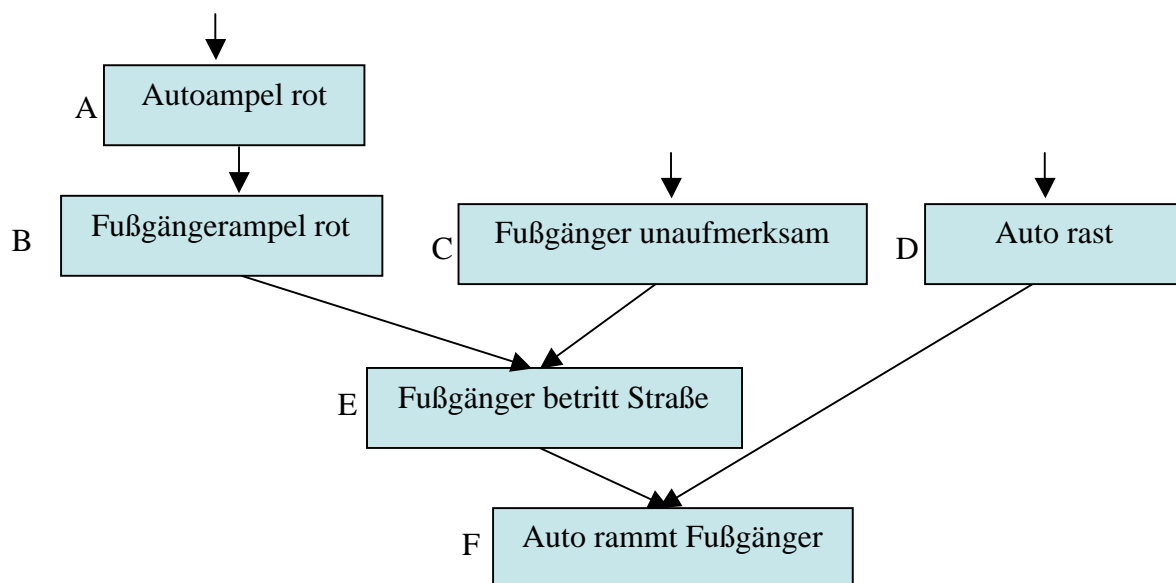 A
Autoampel rot
B
Fußgängerampel rot
C
Fußgänger unaufmerksam
D
Auto rast
E
Fußgänger betritt Straße
F
Auto rammt Fußgänger